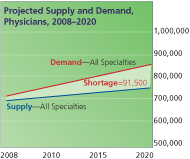 Projected Supply and Demand,
Physicians, 2008–2020
1,000,000
900,000
Demand—All Specialties
Shortage=91,500
800,000
700,000
Supply—All Specialties
600,000
500,000
2008 2010 2015 2020